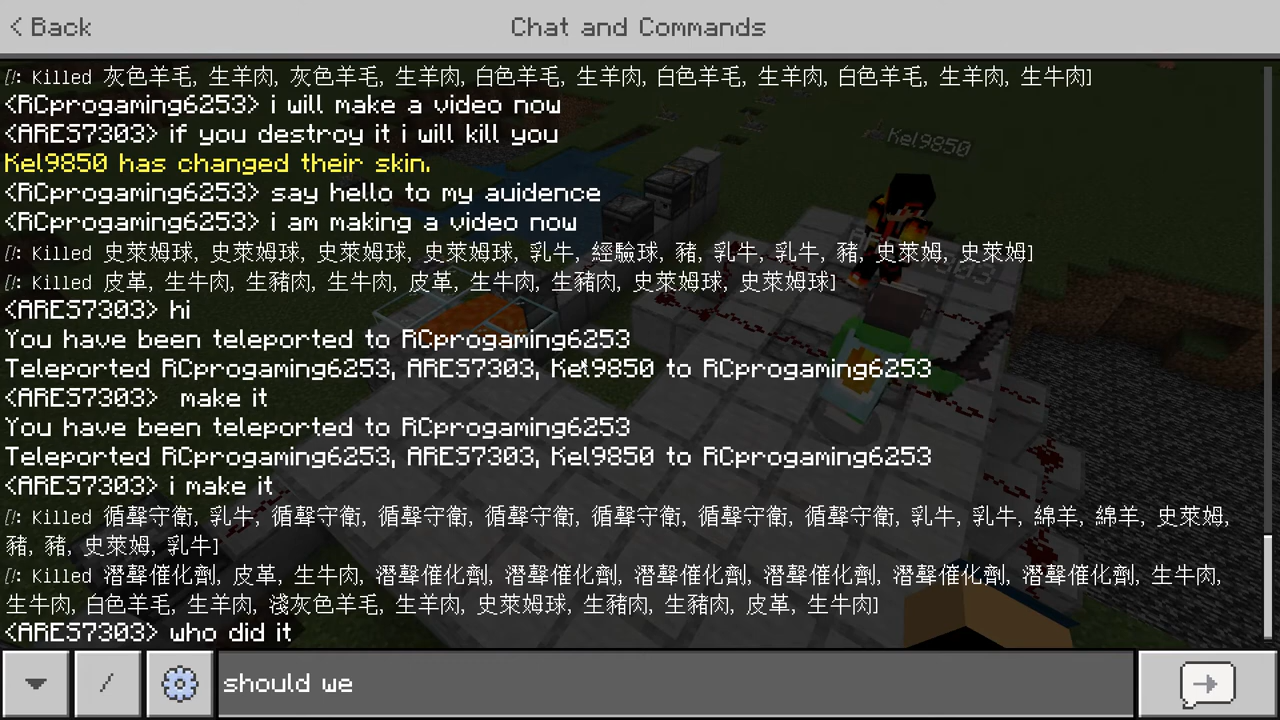 < Back
Chat and Commands
[!: Killed 灰色羊毛, 生羊肉, 灰色羊毛, 生羊肉, 白色羊毛, 生羊肉, 白色羊毛, 生羊肉, 白色羊毛, 生羊肉, 生牛肉]
<RCprogaming6253> i will make a video now
<ARES7303> if you destroy it i will kill you
Kel9850 has changed their skin.
<RCprogaming6253> say hello to my auidence
<RCprogaming6253> i am making a video now
[!: Killed 史萊姆球, 史萊姆球, 史萊姆球, 史萊姆球, 乳牛, 經驗球, 豬, 乳牛, 乳牛, 豬, 史萊姆, 史萊姆]
[!: Killed 皮革, 生牛肉, 生豬肉, 生牛肉, 皮革, 生牛肉, 生豬肉, 史萊姆球, 史萊姆球]
<ARES7303> hi
You have been teleported to RCprogaming6253
Teleported RCprogaming6253, ARES7303, Kel9850 to RCprogaming6253
<ARES7303>  make it
You have been teleported to RCprogaming6253
Teleported RCprogaming6253, ARES7303, Kel9850 to RCprogaming6253
<ARES7303> i make it
[!: Killed 循聲守衛, 乳牛, 循聲守衛, 循聲守衛, 循聲守衛, 循聲守衛, 循聲守衛, 循聲守衛, 乳牛, 乳牛, 綿羊, 綿羊, 史萊姆,
豬, 豬, 史萊姆, 乳牛]
[!: Killed 潛聲催化劑, 皮革, 生牛肉, 潛聲催化劑, 潛聲催化劑, 潛聲催化劑, 潛聲催化劑, 潛聲催化劑, 潛聲催化劑, 生牛肉,
生牛肉, 白色羊毛, 生羊肉, 淺灰色羊毛, 生羊肉, 史萊姆球, 生豬肉, 生豬肉, 皮革, 生牛肉]
<ARES7303> who did it
should we
Kel9850